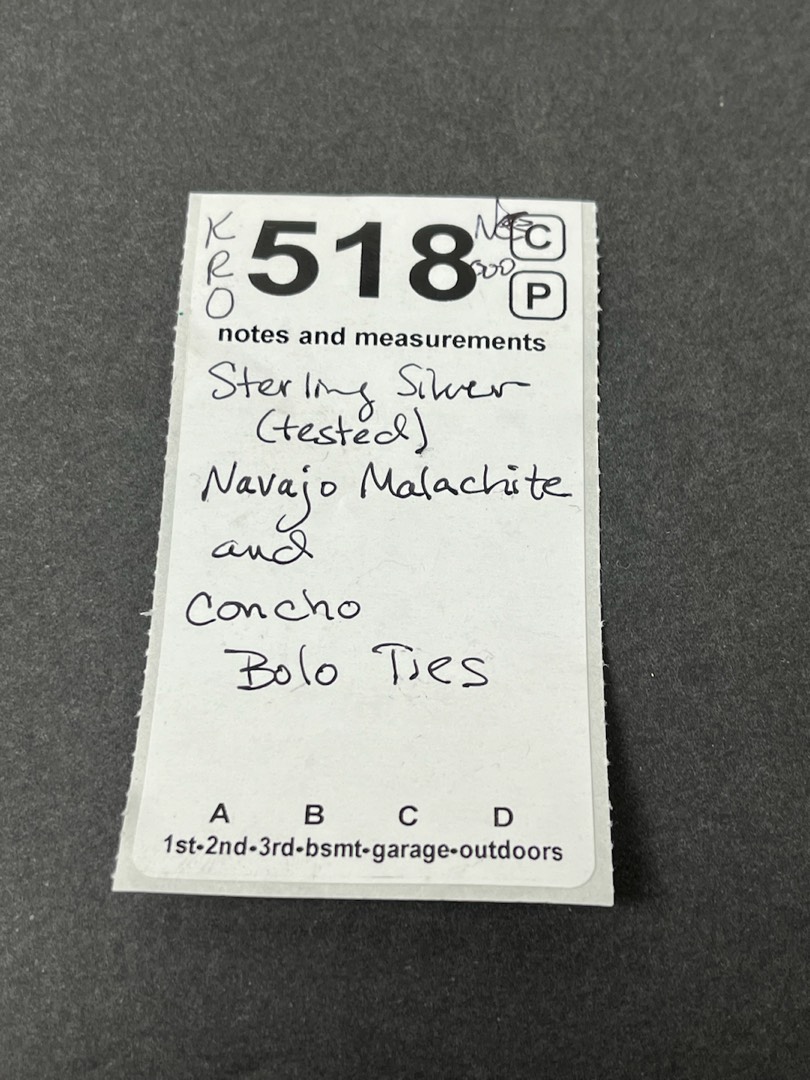 K
R
O
518
C
P
notes and measurements
Sterling Silver
(tested)
Navajo Malachite
and
Concho
Bolo Ties
A B C D
1st-2nd-3rd-bsmt-garage-outdoors